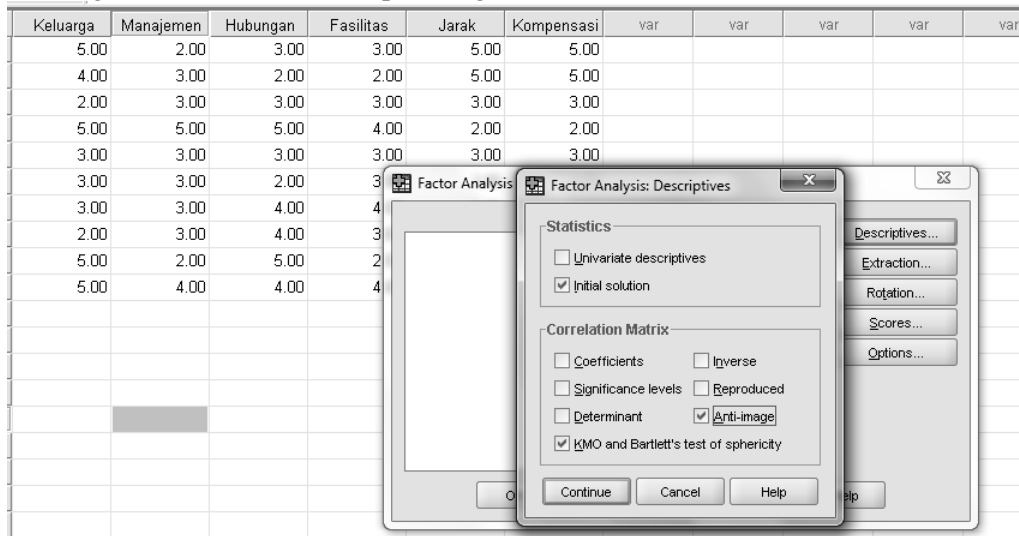 Keluarga Manajemen Hubungan Fasilitas Jarak Kompensasi var var var var var
5.00 2.00 3.00 3.00 5.00 5.00
4.00 3.00 2.00 2.00 5.00 5.00
2.00 3.00 3.00 3.00 3.00 3.00
5.00 5.00 5.00 4.00 2.00 2.00
3.00 3.00 3.00 3.00 3.00 3.00
3.00 3.00 2.00 3
3.00 3.00 4.00 4
2.00 3.00 4.00 3
5.00 2.00 5.00 2
5.00 4.00 4.00 4
Factor Analysis
Descriptives...
Extraction...
Rotation...
Scores...
Options...
Factor Analysis: Descriptives
Statistics
Univariate descriptives
Initial solution
Correlation Matrix
Coefficients Inverse
Significance levels Reproduced
Determinant Anti-image
KMO and Bartlett's test of sphericity
Continue Cancel Help